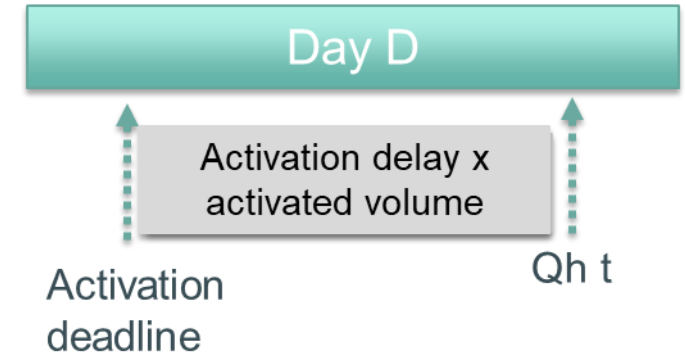 Day D
Activation delay x
activated volume
Qh t
Activation
deadline